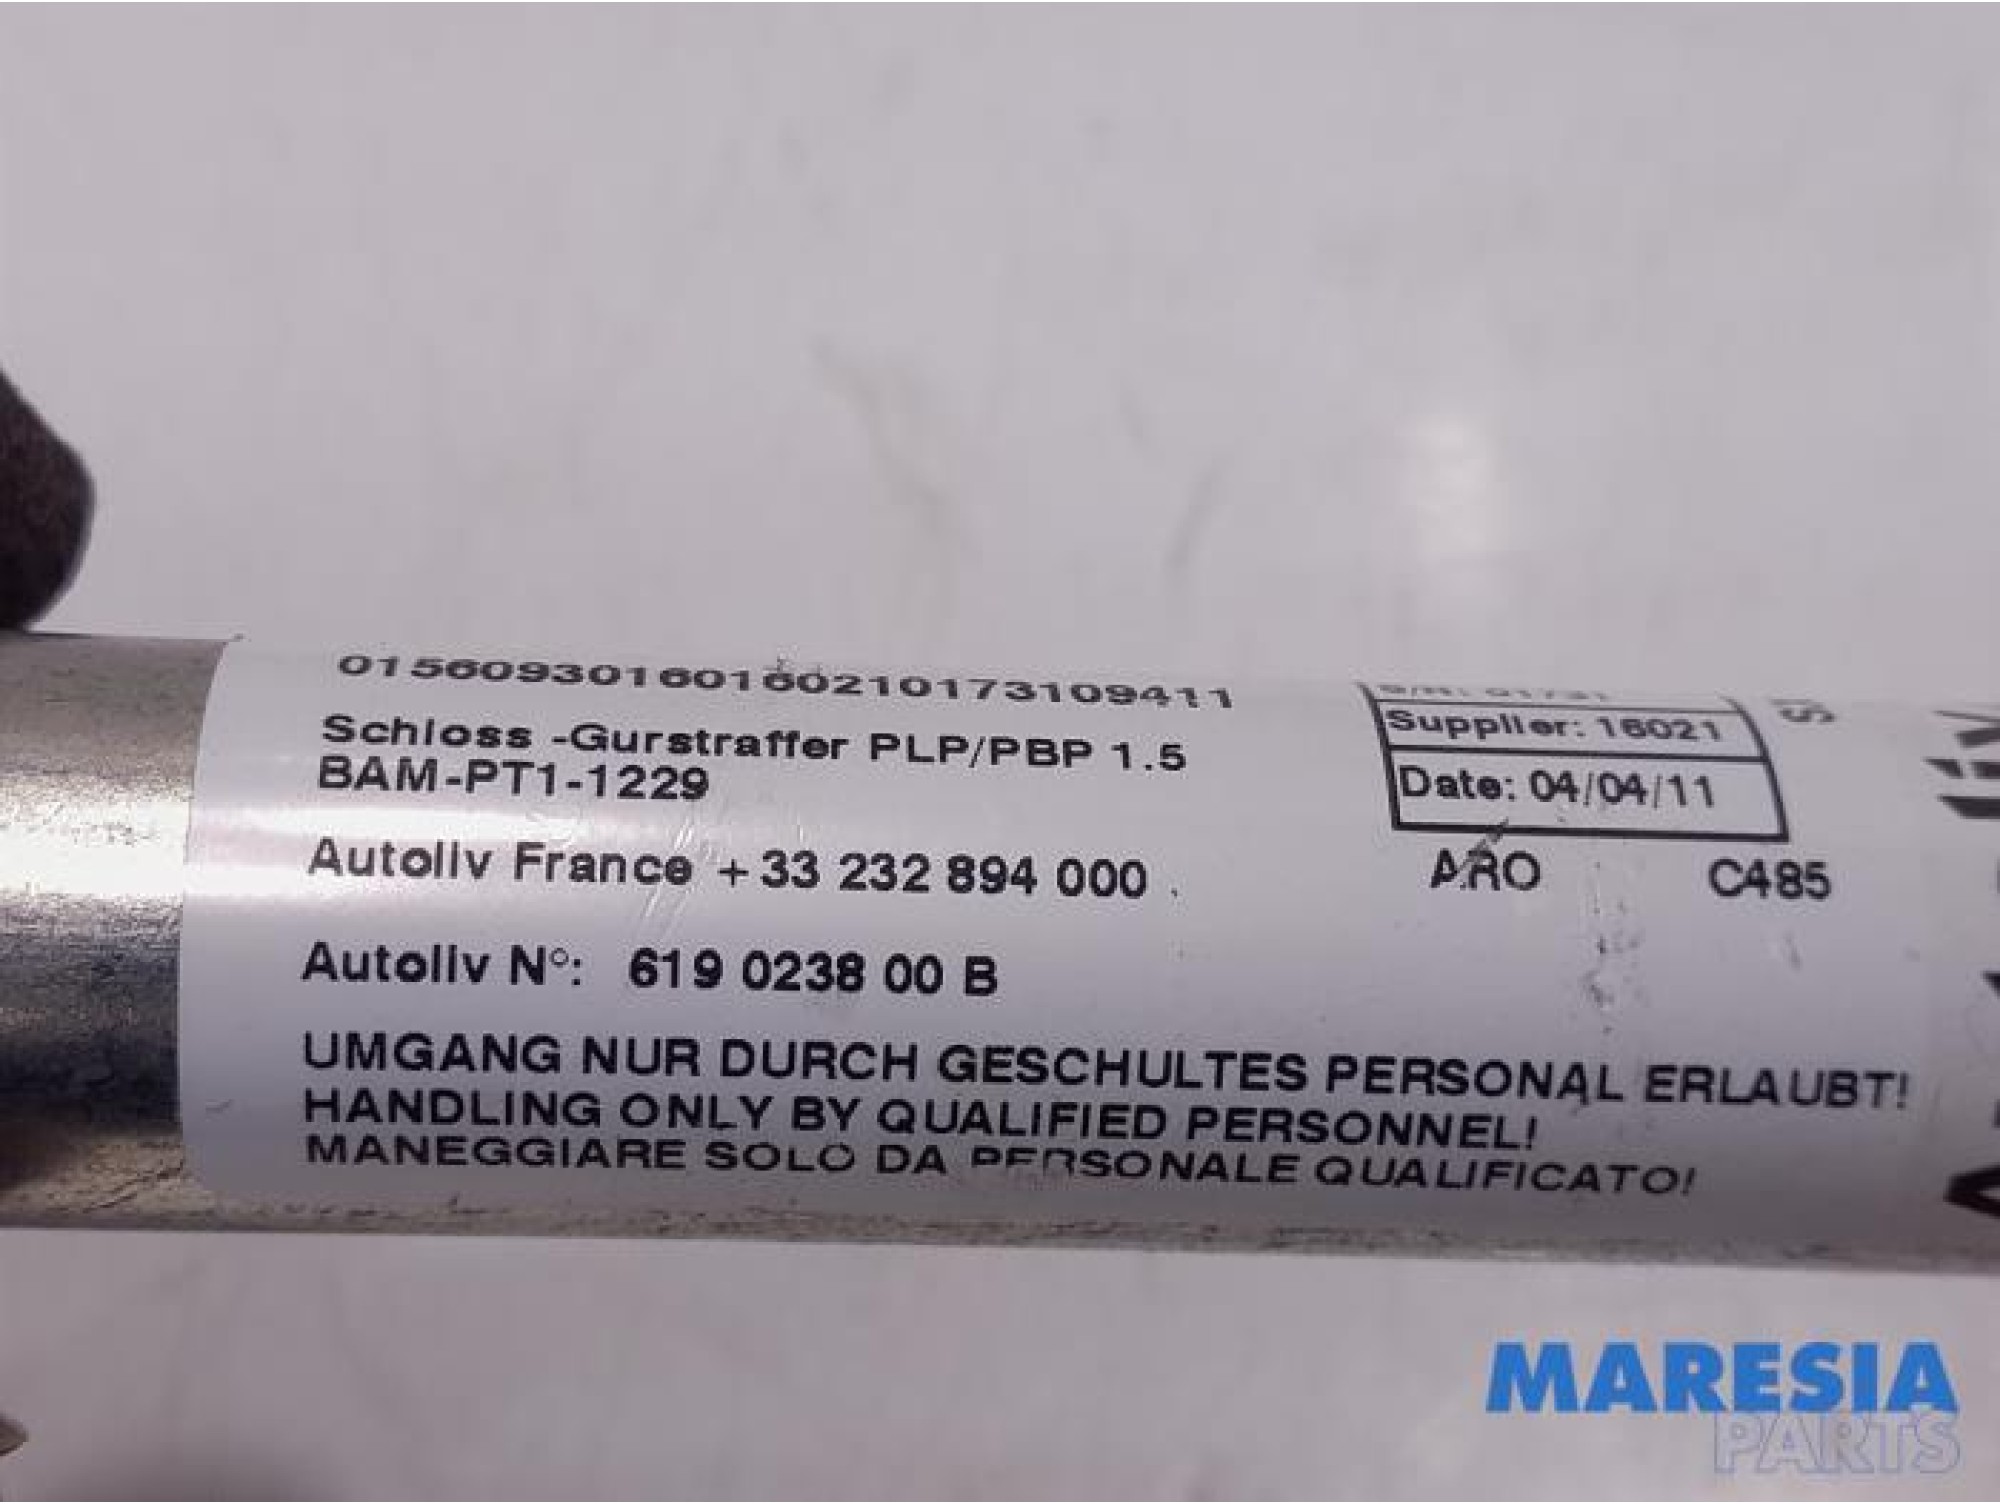 01560930160160210173109411
Schloss -Gurstraffer PLP/PBP 1.5
BAM-PT1-1229
Autoliv France +33 232 894 000
Autoliv N°: 619 0238 00 B
UMGANG NUR DURCH GESCHULTES PERSONAL ERLAUBT!
HANDLING ONLY BY QUALIFIED PERSONNEL!
MANEGGIARE SOLO DA PERSONALE QUALIFICATO!
Supplier: 16021
Date: 04/04/11
ARO C485
MARESIA
PARTS